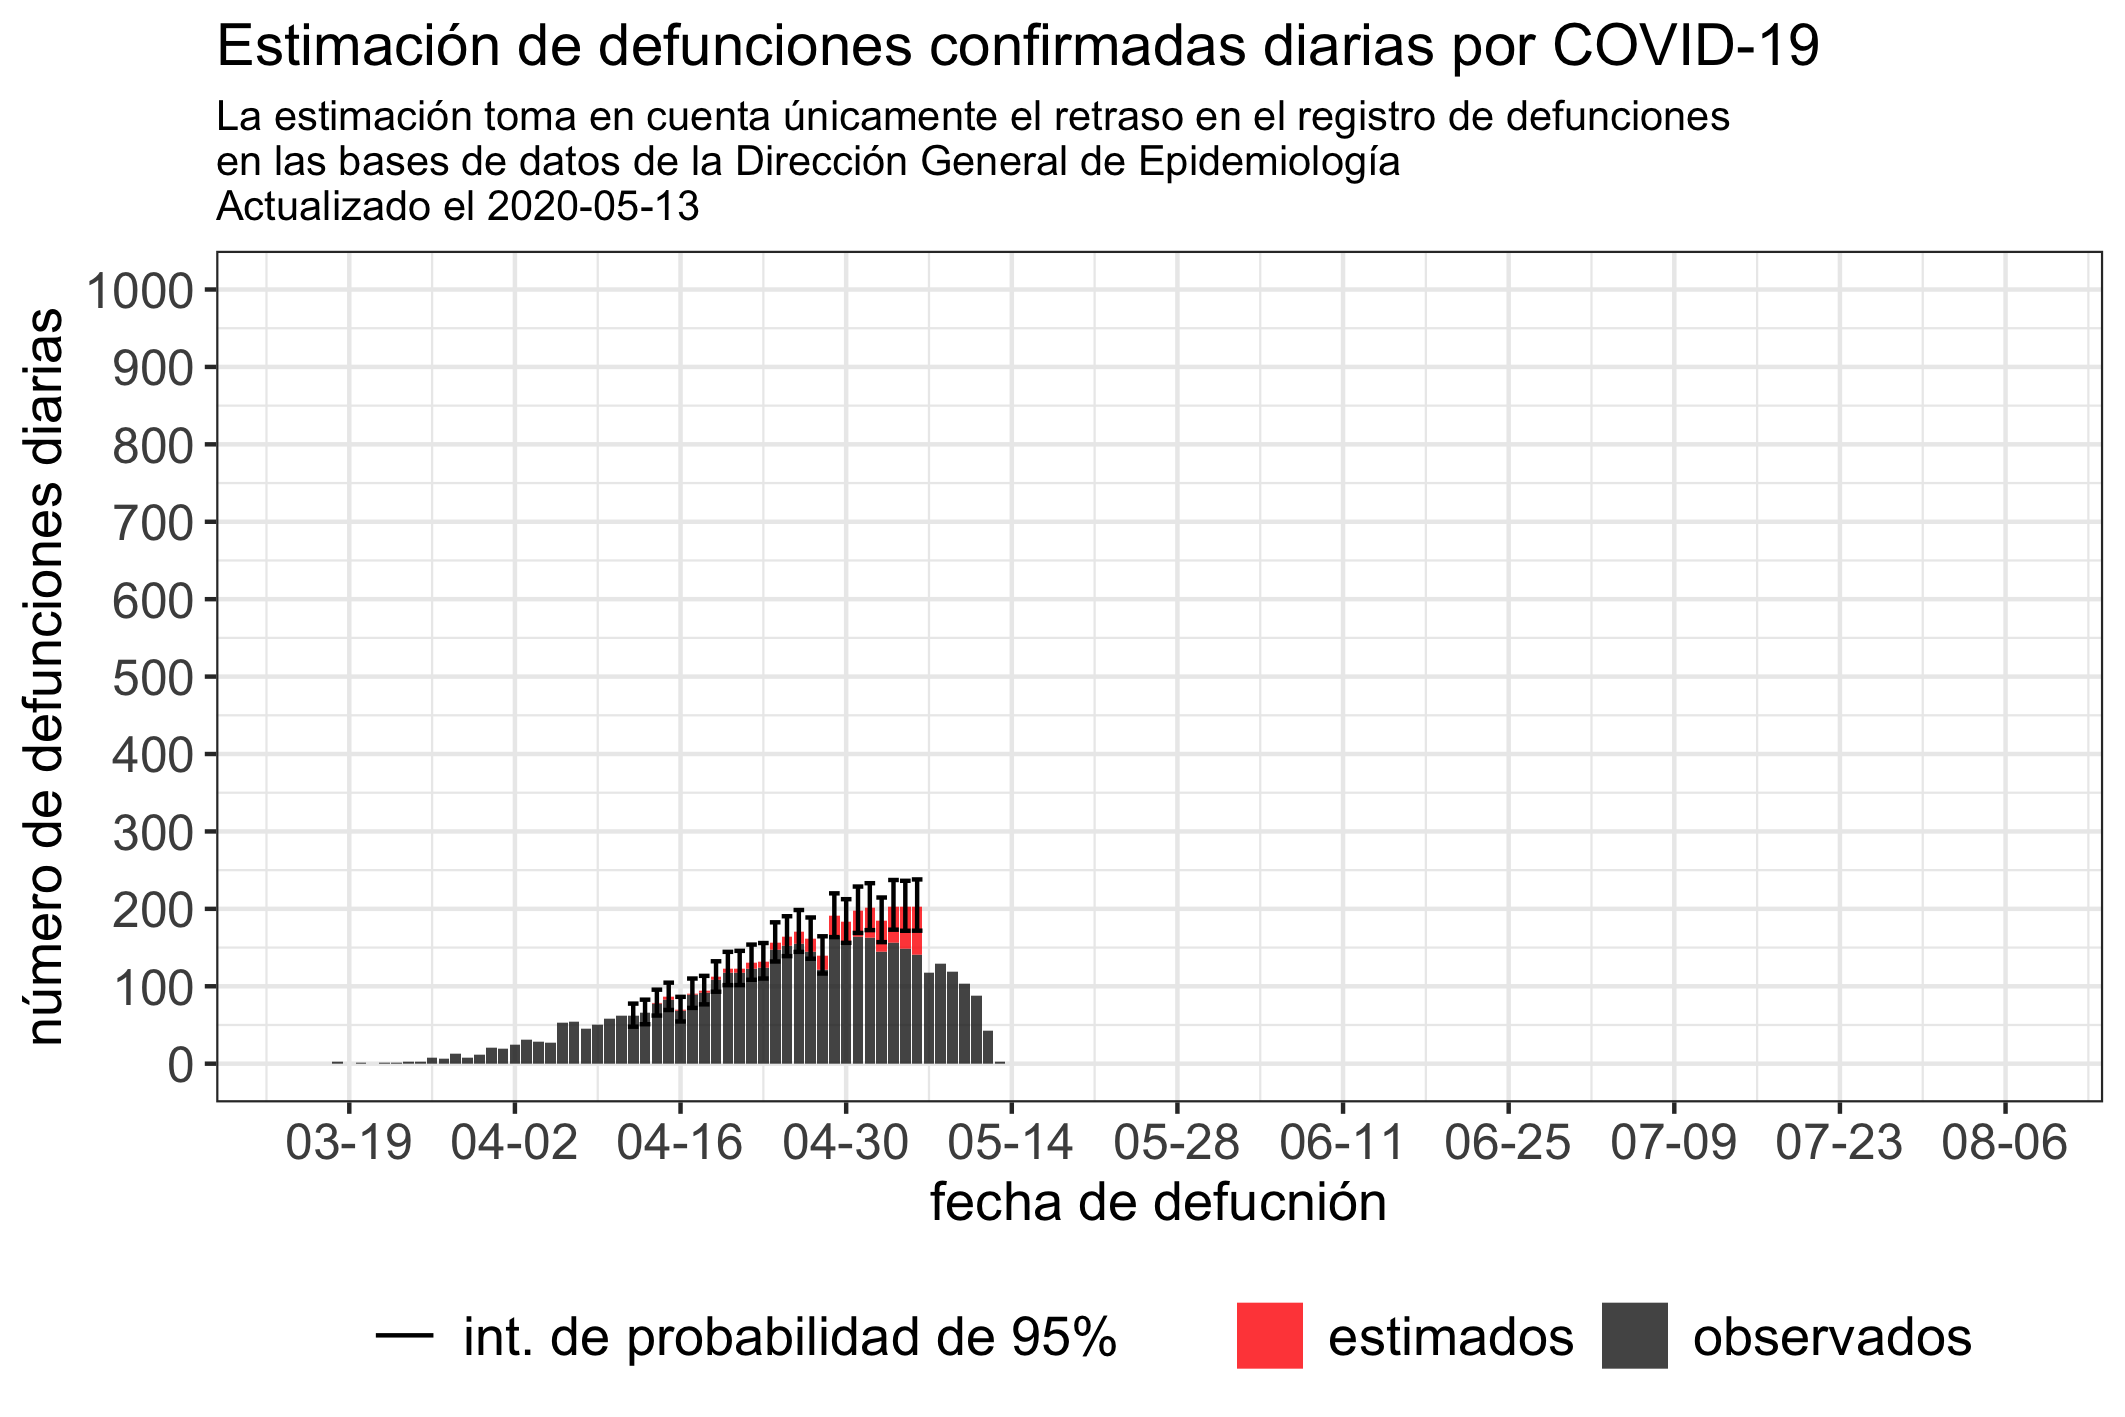 Estimación de defunciones confirmadas diarias por COVID-19
La estimación toma en cuenta únicamente el retraso en el registro de defunciones
en las bases de datos de la Dirección General de Epidemiología
Actualizado el 2020-05-13
número de defunciones diarias
1000
900
800
700
600
500
400
300
200
100
0
03-19 04-02 04-16 04-30 05-14 05-28 06-11 06-25 07-09 07-23 08-06
fecha de defucnión
int. de probabilidad de 95% estimados observados